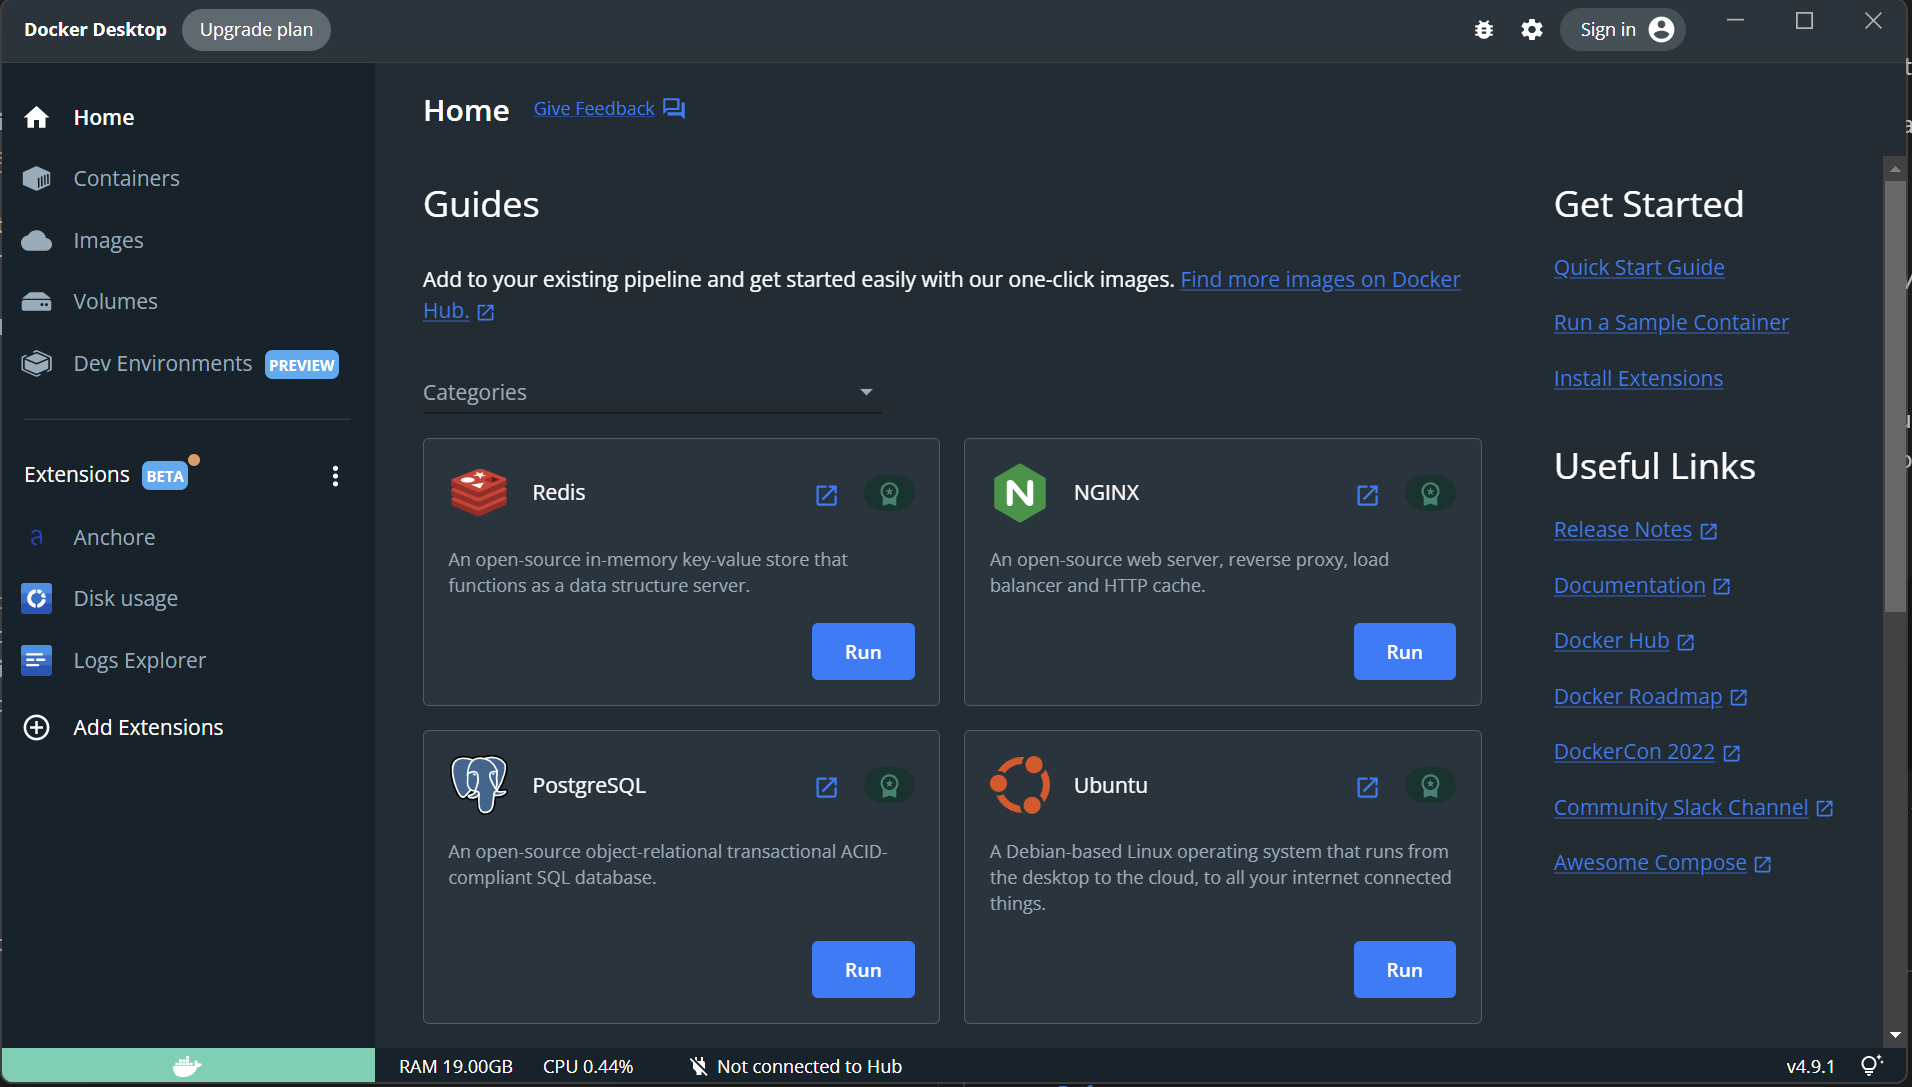 Docker Desktop
Upgrade plan
Sign in
Home
Containers
Images
Volumes
Dev Environments PREVIEW
Extensions BETA
a Anchore
Disk usage
Logs Explorer
Add Extensions
Home
Give Feedback
Guides
Add to your existing pipeline and get started easily with our one-click images. Find more images on Docker
Hub.
Categories
Redis
An open-source in-memory key-value store that
functions as a data structure server.
Run
N NGINX
An open-source web server, reverse proxy, load
balancer and HTTP cache.
Run
PostgreSQL
An open-source object-relational transactional ACID-
compliant SQL database.
Run
Ubuntu
A Debian-based Linux operating system that runs from
the desktop to the cloud, to all your internet connected
things.
Run
Get Started
Quick Start Guide
Run a Sample Container
Install Extensions
Useful Links
Release Notes
Documentation
Docker Hub
Docker Roadmap
DockerCon 2022
Community Slack Channel
Awesome Compose
RAM 19.00GB
CPU 0.44%
Not connected to Hub
v4.9.1